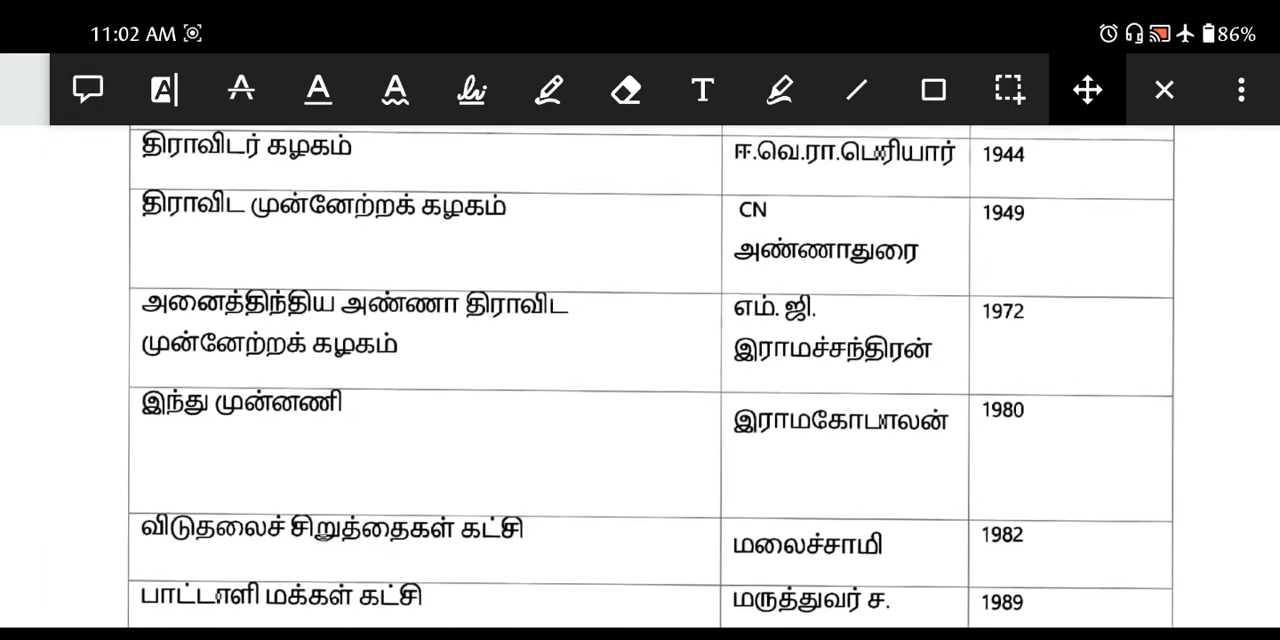 11:02 AM
86%
A A A A T
திராவிடர் கழகம் ஈ.வெ.ரா.பெரியார் 1944
திராவிட முன்னேற்றக் கழகம் CN 1949
அண்ணாதுரை
அனைத்திந்திய அண்ணா திராவிட எம். ஜி. 1972
முன்னேற்றக் கழகம் இராமச்சந்திரன்
இந்து முன்னணி இராமகோபாலன் 1980
விடுதலைச் சிறுத்தைகள் கட்சி மலைச்சாமி 1982
பாட்டாளி மக்கள் கட்சி மருத்துவர் ச. 1989